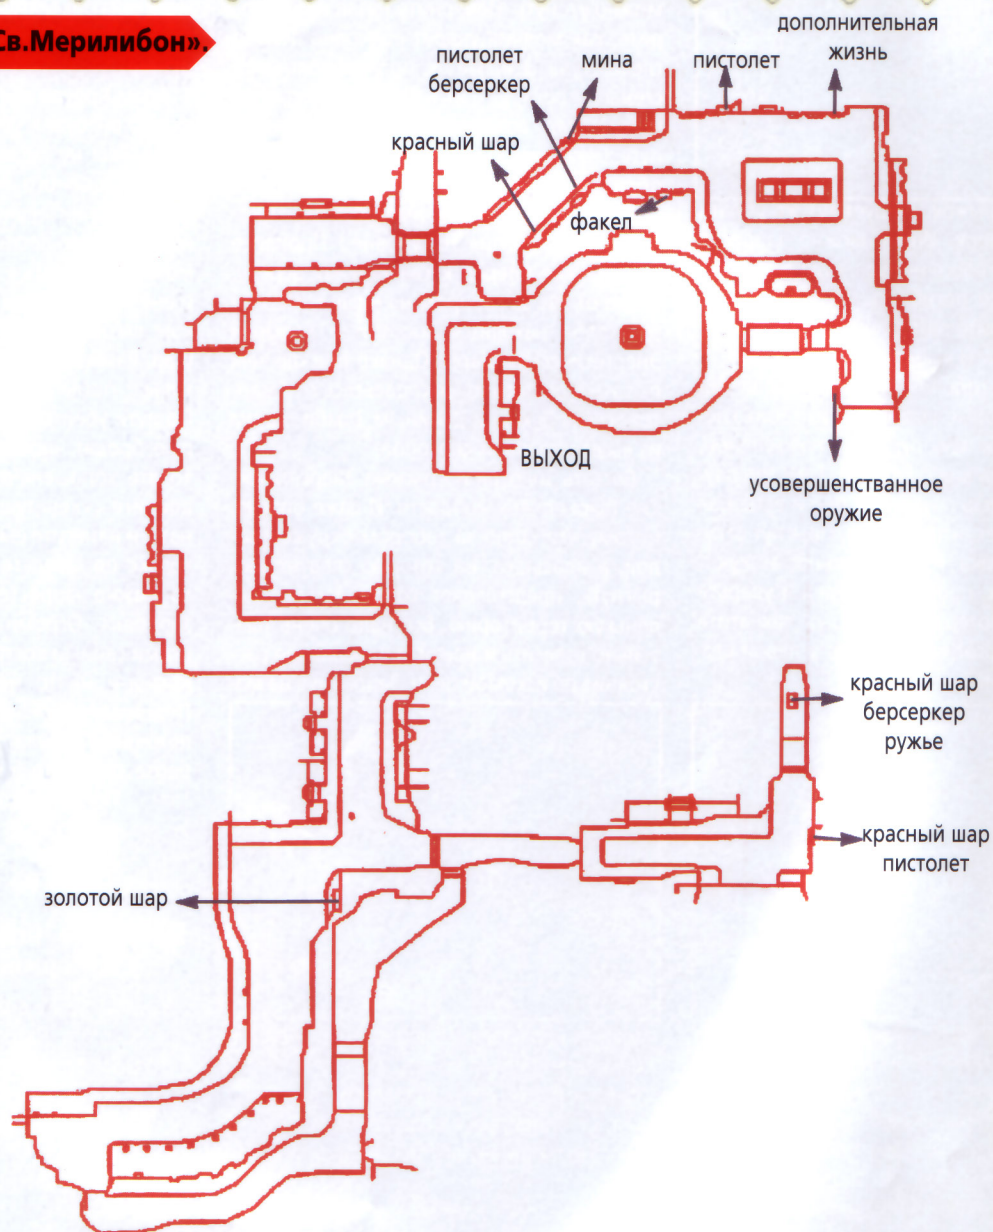 Св.Мерилибон».
дополнительная
жизнь
пистолет
берсеркер
мина
пистолет
красный шар
факел
ВЫХОД
усовершенстванное
оружие
красный шар
берсеркер
ружье
красный шар
пистолет
золотой шар